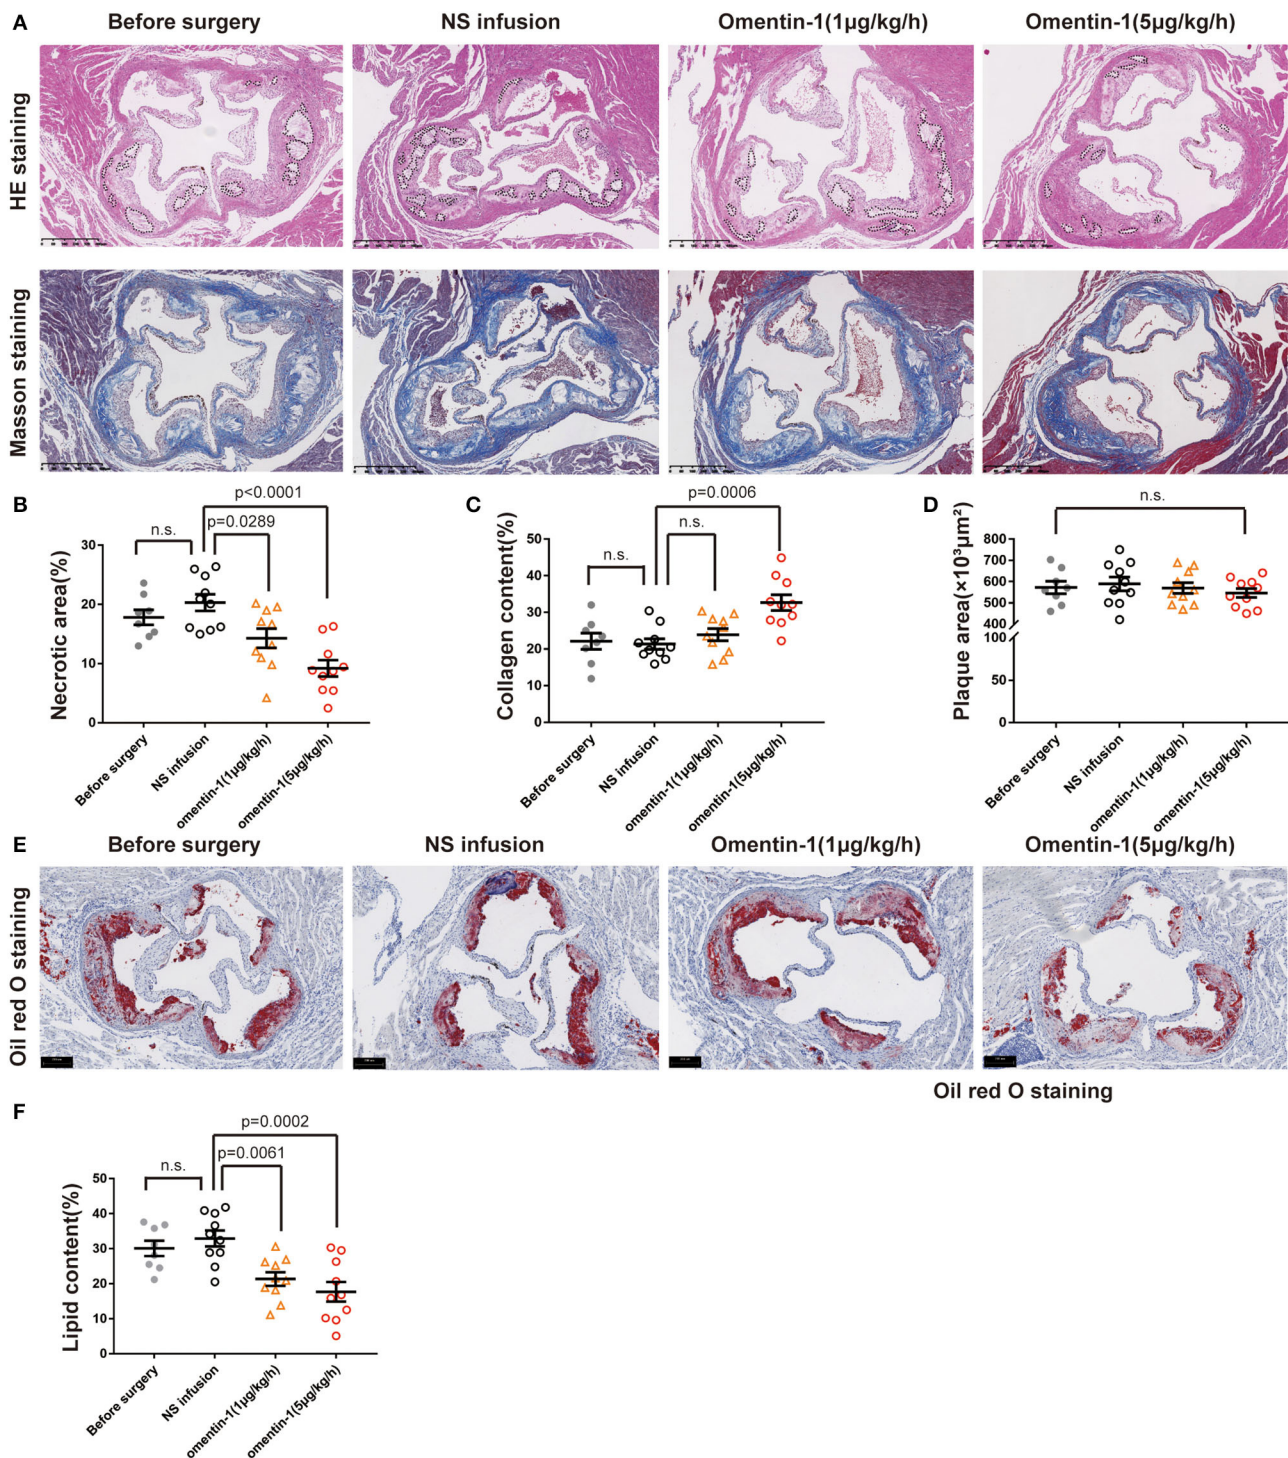 A
Before surgery
NS infusion
Omentin-1(1μg/kg/h)
Omentin-1(5μg/kg/h)
HE staining
Masson staining
B
Necrotic area(%)
n.s.
p=0.0289
p<0.0001
30
20
10
0
Before surgery
NS infusion
omentin-1(1μg/kg/h)
omentin-1(5μg/kg/h)
C
Collagen content(%)
n.s.
n.s.
p=0.0006
50
40
30
20
10
0
Before surgery
NS infusion
omentin-1(1μg/kg/h)
omentin-1(5μg/kg/h)
D
Plaque area(×10³μm²)
n.s.
800
700
600
500
400
100
50
0
Before surgery
NS infusion
omentin-1(1μg/kg/h)
omentin-1(5μg/kg/h)
E
Before surgery
NS infusion
Omentin-1(1μg/kg/h)
Omentin-1(5μg/kg/h)
Oil red O staining
Oil red O staining
F
Lipid content(%)
n.s.
p=0.0061
p=0.0002
50
40
30
20
10
0
Before surgery
NS infusion
omentin-1(1μg/kg/h)
omentin-1(5μg/kg/h)